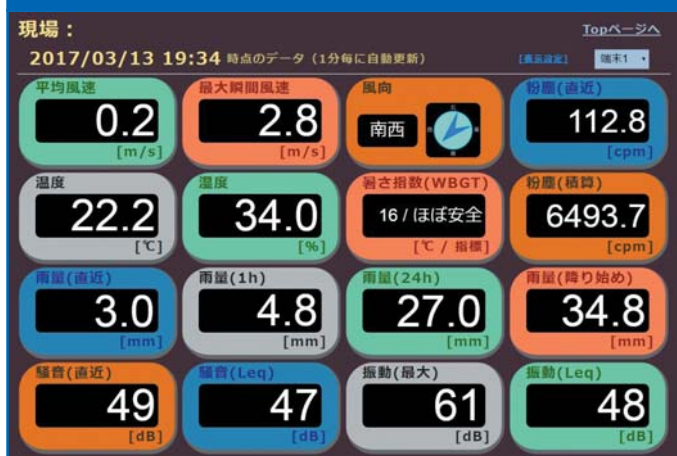 現場：
Topページへ
2017/03/13 19:34 時点のデータ（1分毎に自動更新）
[表示設定] 端末1
平均風速 最大瞬間風速 風向 粉塵(直近)
0.2 2.8 南西 112.8
[m/s] [m/s] [cpm]
温度 湿度 暑さ指数(WBGT) 粉塵(積算)
22.2 34.0 16 / ほぼ安全 6493.7
[℃] [%] [℃ / 指標] [cpm]
雨量(直近) 雨量(1h) 雨量(24h) 雨量(降り始め)
3.0 4.8 27.0 34.8
[mm] [mm] [mm] [mm]
騒音(直近) 騒音(Leq) 振動(最大) 振動(Leq)
49 47 61 48
[dB] [dB] [dB] [dB]